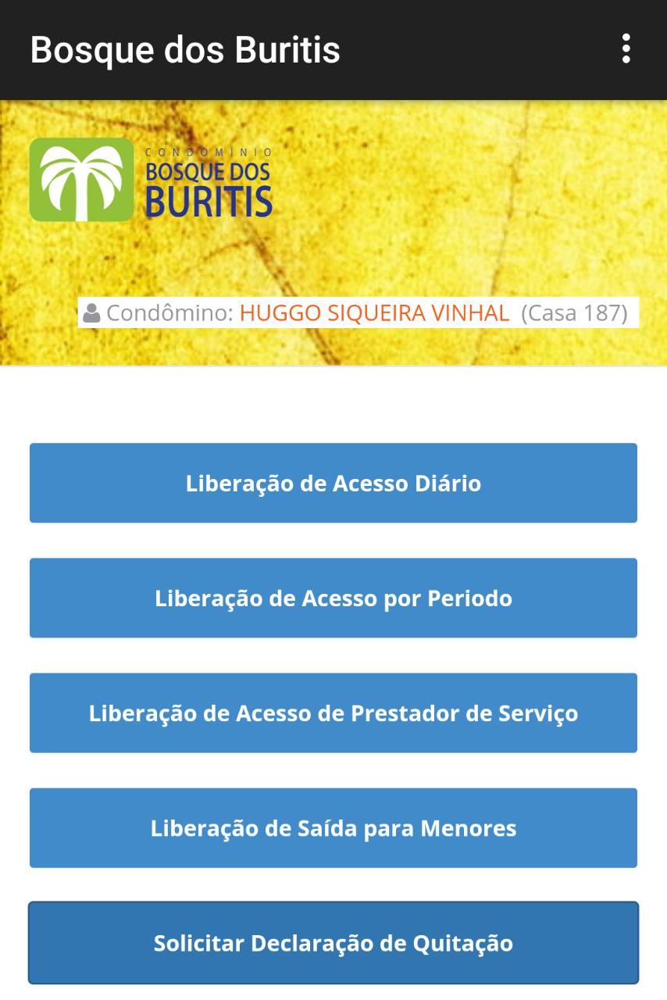 Bosque dos Buritis
CONDOMÍNIO
BOSQUE DOS
BURITIS
Condômino: HUGGO SIQUEIRA VINHAL (Casa 187)
Liberação de Acesso Diário
Liberação de Acesso por Periodo
Liberação de Acesso de Prestador de Serviço
Liberação de Saída para Menores
Solicitar Declaração de Quitação